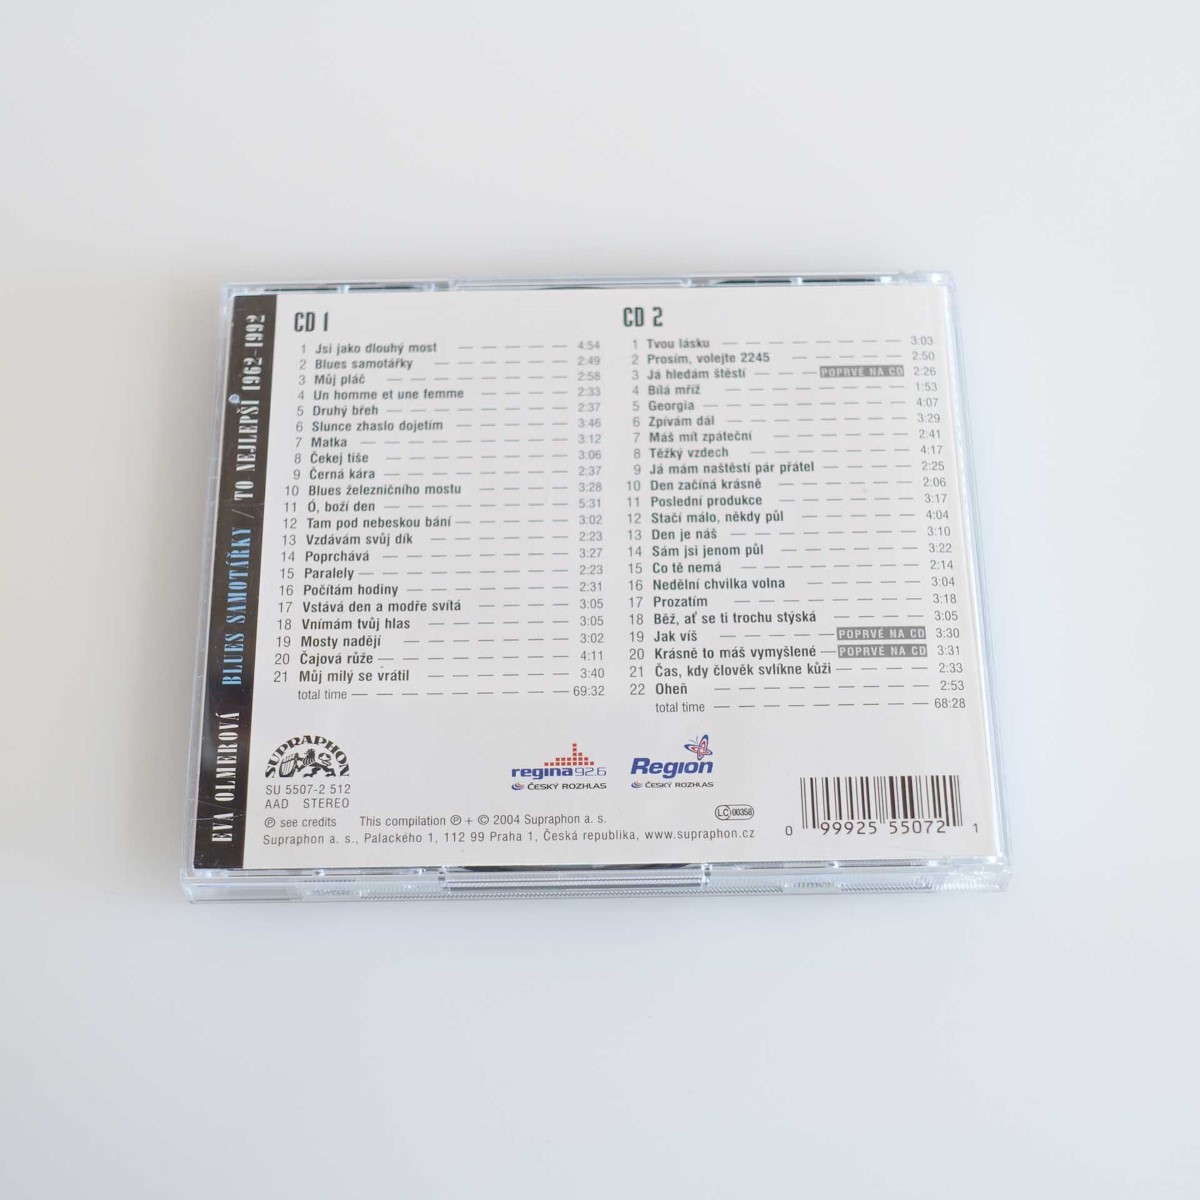 EVA OLMEROVÁ BLUES SAMOTÁŘKY / TO NEJLEPŠÍ 1962-1992
CD 1
1 Jsi jako dlouhý most 4:54
2 Blues samotářky 2:49
3 Můj pláč 2:58
4 Un homme et une femme 2:33
5 Druhý břeh 2:37
6 Slunce zhaslo dojetím 3:46
7 Matka 3:12
8 Čekej tiše 3:06
9 Černá kára 2:37
10 Blues železničního mostu 3:28
11 Ó, boží den 5:31
12 Tam pod nebeskou bání 3:02
13 Vzdávám svůj dík 2:23
14 Poprchává 3:27
15 Paralely 2:23
16 Počítám hodiny 2:31
17 Vstává den a modře svítá 3:05
18 Vnímám tvůj hlas 3:05
19 Mosty nadějí 3:02
20 Čajová růže 4:11
21 Můj milý se vrátil 3:40
total time 69:32
CD 2
1 Tvou lásku 3:03
2 Prosím, volejte 2245 2:50
3 Já hledám štěstí POPRVÉ NA CD 2:26
4 Bílá mříž 1:53
5 Georgia 4:07
6 Zpívám dál 3:29
7 Máš mít zpáteční 2:41
8 Těžký vzdech 4:17
9 Já mám naštěstí pár přátel 2:25
10 Den začíná krásně 2:06
11 Poslední produkce 3:17
12 Stačí málo, někdy půl 4:04
13 Den je náš 3:10
14 Sám jsi jenom půl 3:22
15 Co tě nemá 2:14
16 Nedělní chvilka volna 3:04
17 Prozatím 3:18
18 Běž, ať se ti trochu stýská 3:05
19 Jak víš POPRVÉ NA CD 3:30
20 Krásně to máš vymyšlené POPRVÉ NA CD 3:31
21 Čas, kdy člověk svlíkne kůži 2:33
22 Oheň 2:53
total time 68:28
SUPRAPHON
SU 5507-2 512
AAD STEREO
regina 92.6
ČESKÝ ROZHLAS
Region
ČESKÝ ROZHLAS
℗ see credits This compilation ℗ + © 2004 Supraphon a. s.
Supraphon a. s., Palackého 1, 112 99 Praha 1, Česká republika, www.supraphon.cz
LC 00358
0 99925 55072 1